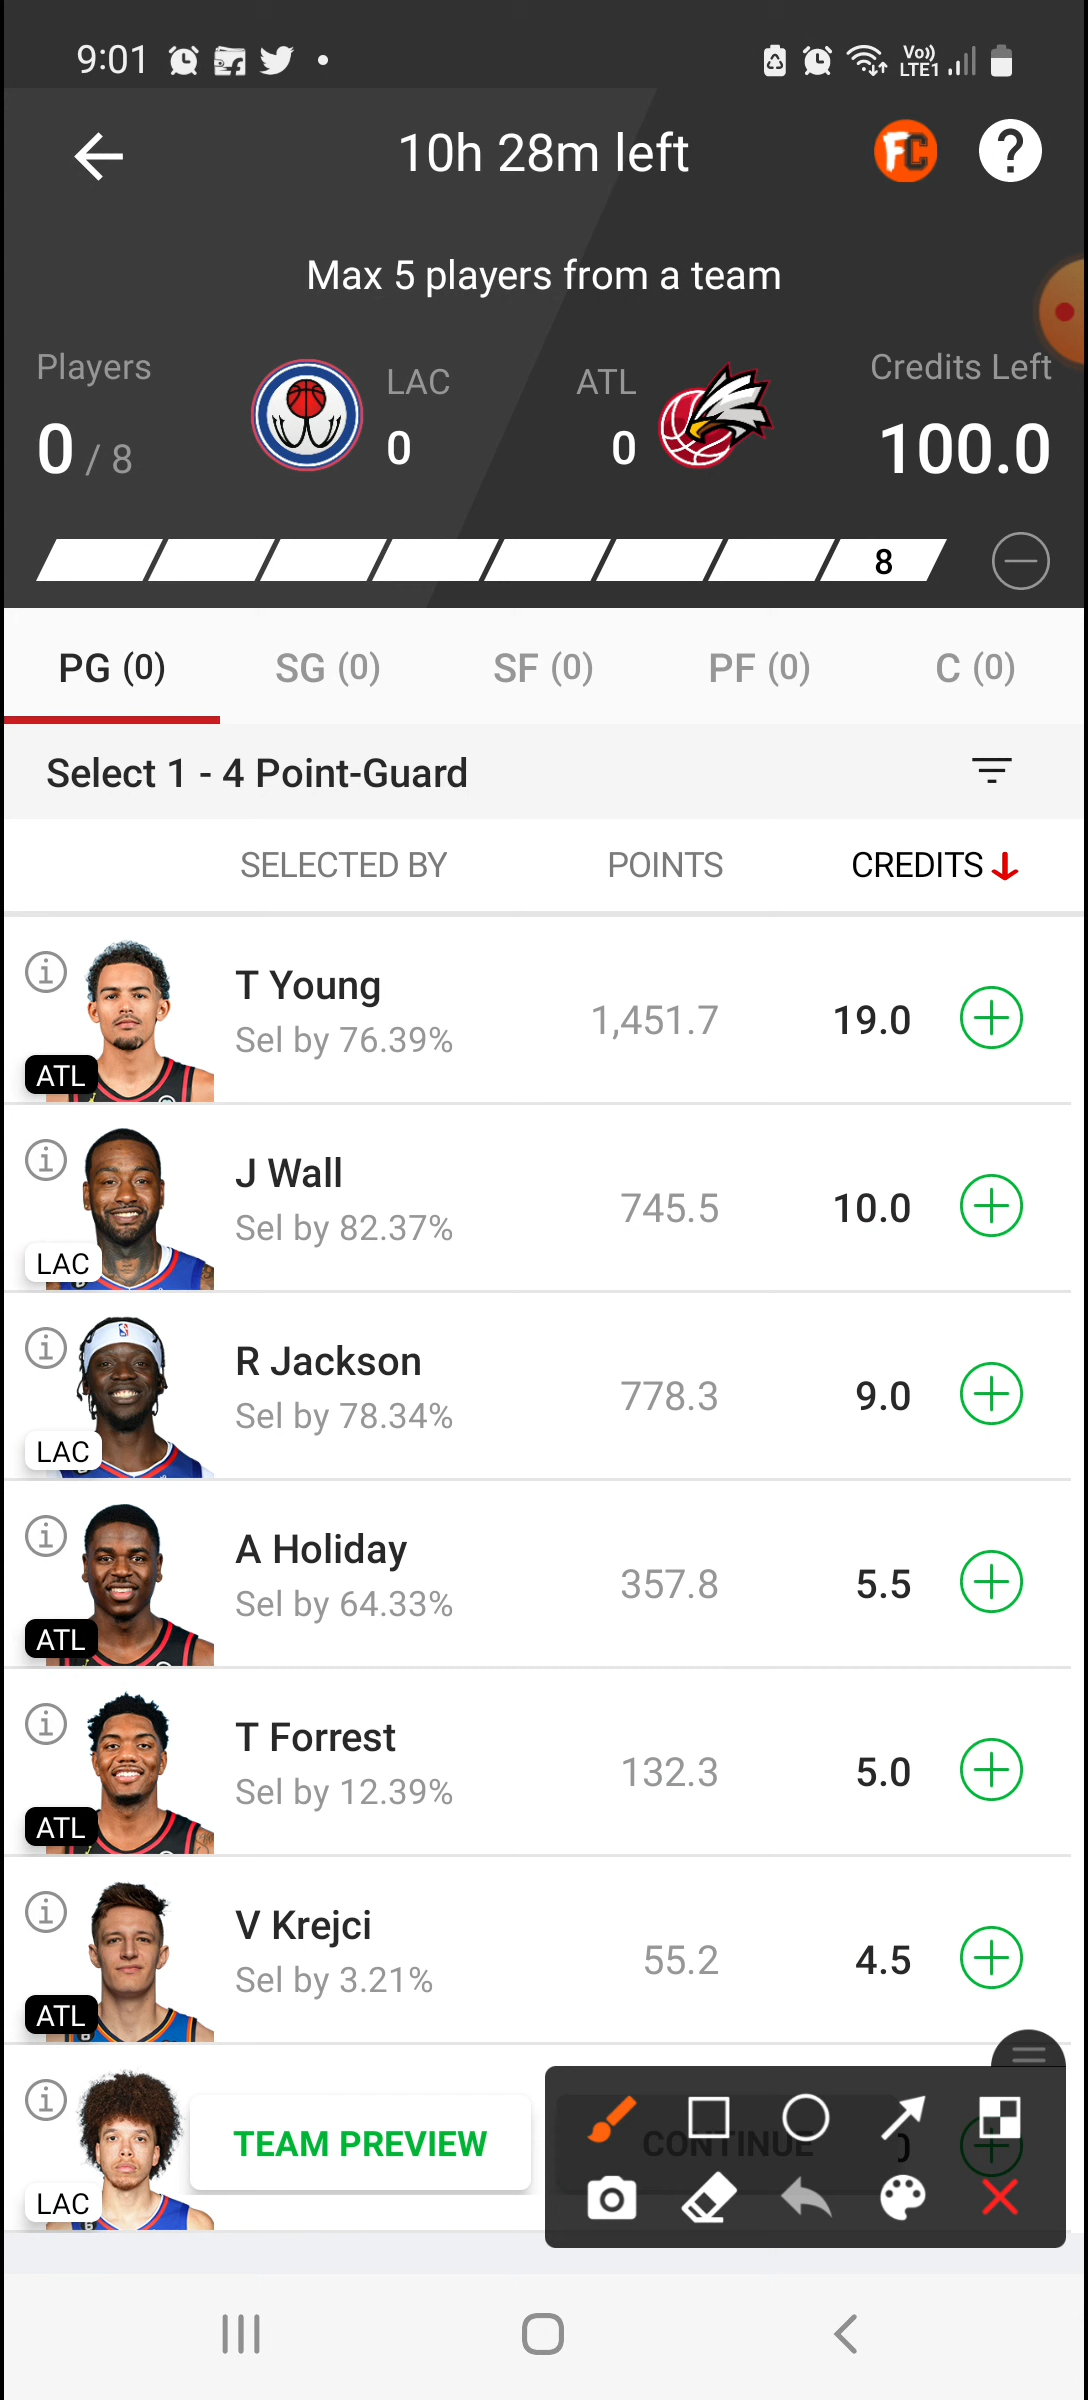 9:01
Vo)) LTE1
10h 28m left
FC
?
Max 5 players from a team
Players
LAC
ATL
Credits Left
0 / 8
0
0
100.0
8
PG (0)
SG (0)
SF (0)
PF (0)
C (0)
Select 1 - 4 Point-Guard
SELECTED BY
POINTS
CREDITS
T Young
Sel by 76.39%
1,451.7
19.0
ATL
J Wall
Sel by 82.37%
745.5
10.0
LAC
R Jackson
Sel by 78.34%
778.3
9.0
LAC
A Holiday
Sel by 64.33%
357.8
5.5
ATL
T Forrest
Sel by 12.39%
132.3
5.0
ATL
V Krejci
Sel by 3.21%
55.2
4.5
ATL
TEAM PREVIEW
CONTINUE
LAC